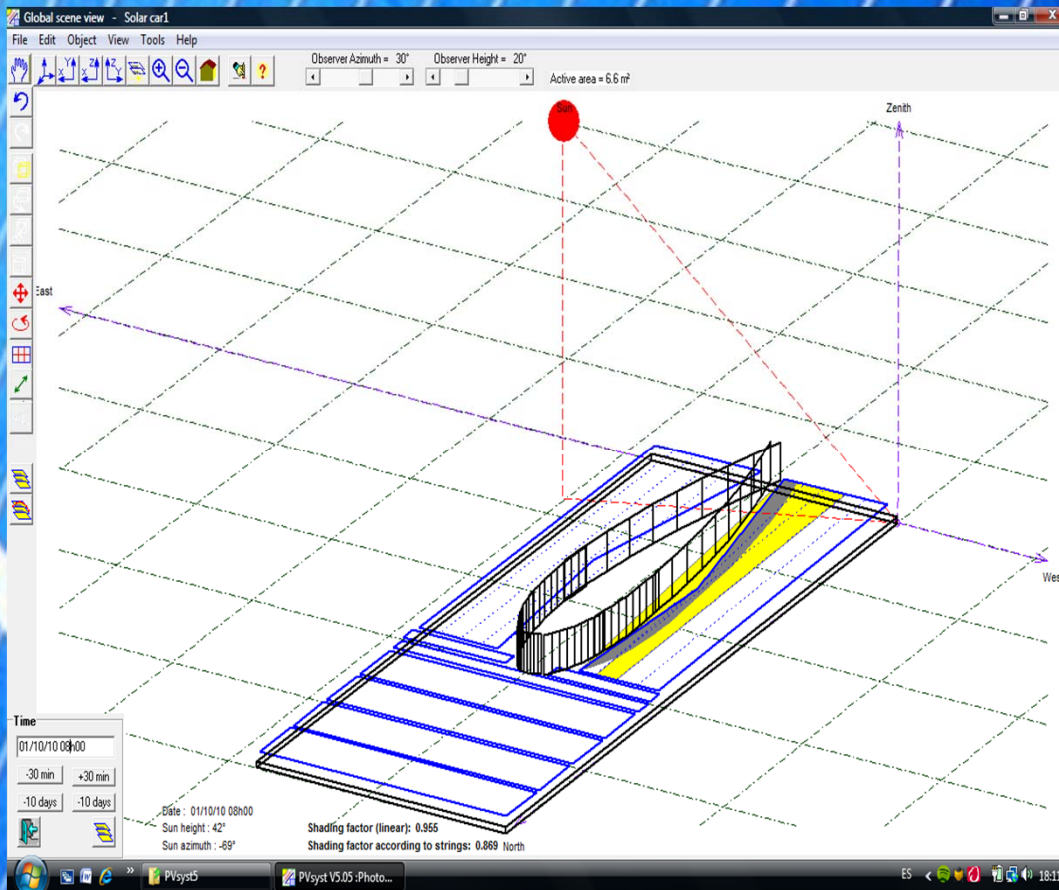 Global scene view - Solar car1
File Edit Object View Tools Help
Observer Azimuth = 30° Observer Height = 20°
Active area = 6.6 m²
Sun
Zenith
East
West
North
Time
01/10/10 08h00
-30 min +30 min
-10 days -10 days
Date : 01/10/10 08h00
Sun height : 42°
Sun azimuth : -69°
Shading factor (linear): 0.955
Shading factor according to strings: 0.869
PVsyst5
PVsyst V5.05 :Photo...
ES